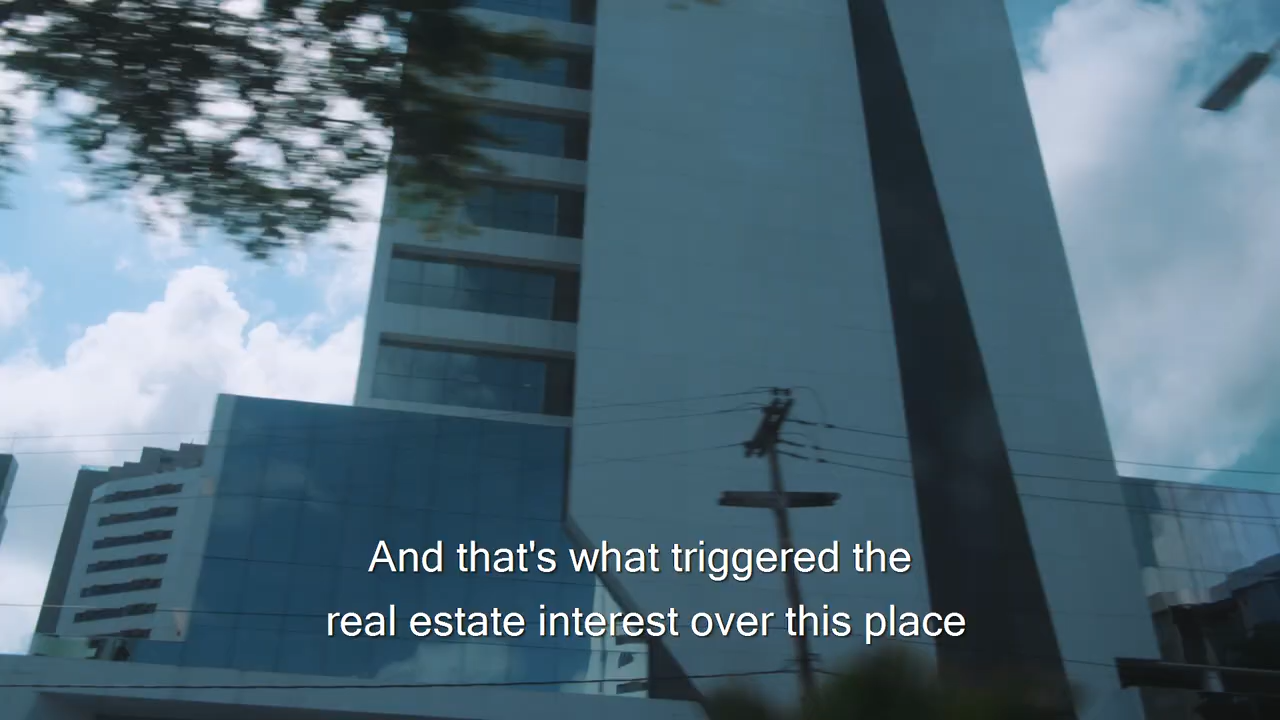 And that's what triggered the
real estate interest over this place